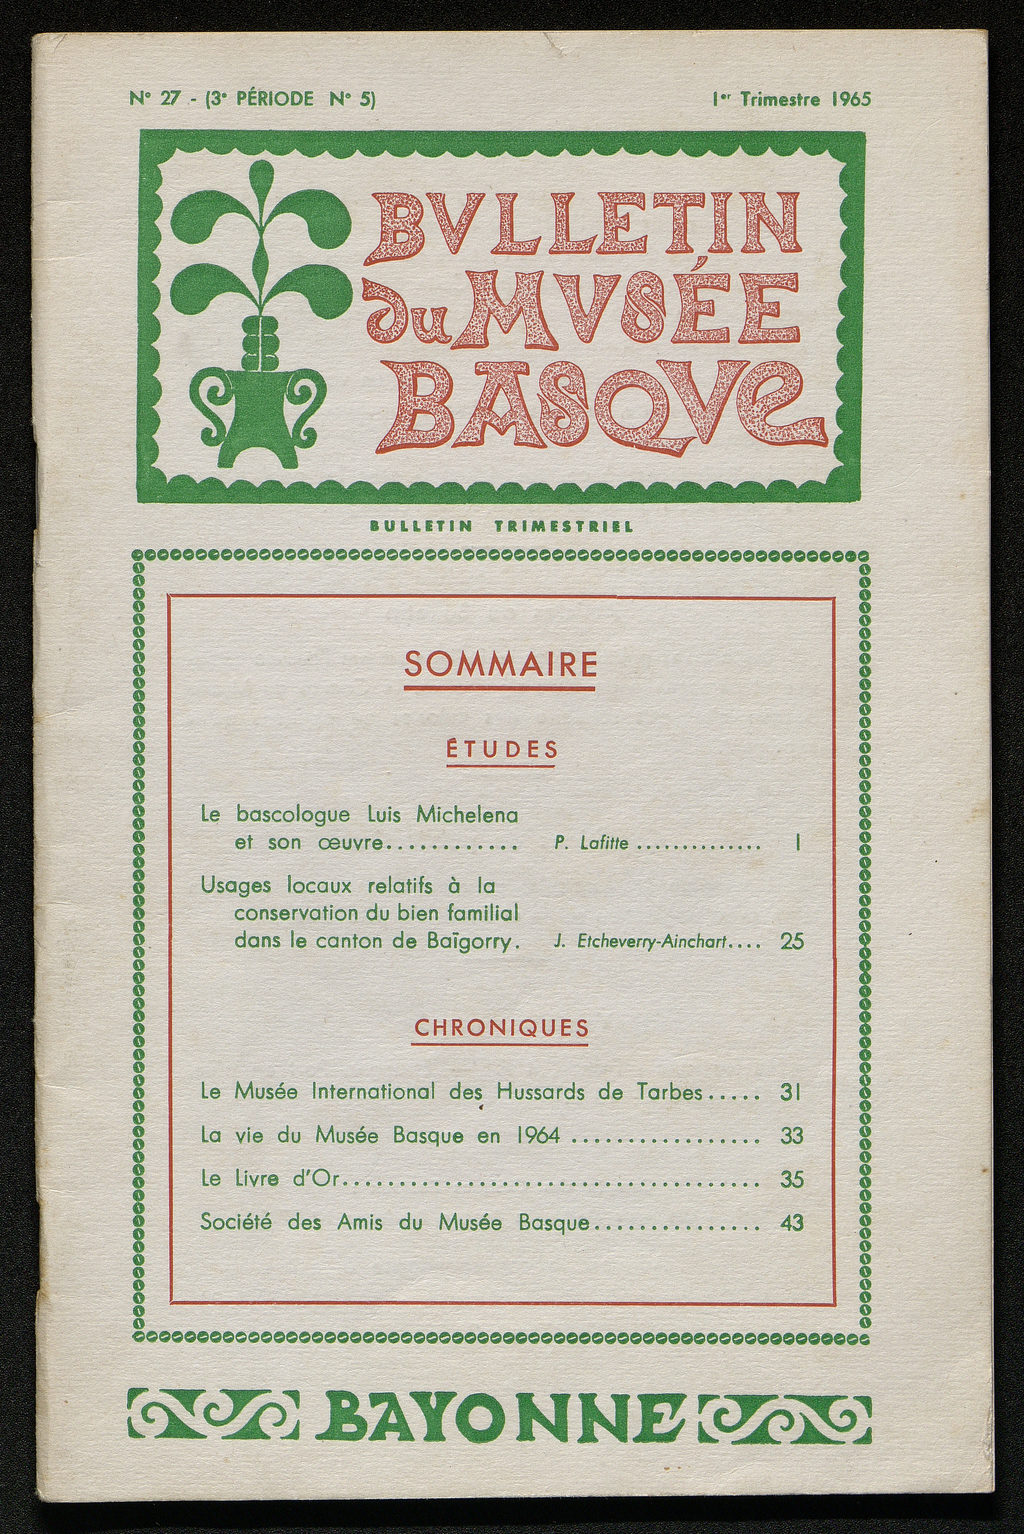 N° 27 - (3e PÉRIODE N° 5) 1er Trimestre 1965
BVLLETIN
du MVSÉE
BASQVE
BULLETIN TRIMESTRIEL
SOMMAIRE
ÉTUDES
Le bascologue Luis Michelena
et son œuvre............ P. Lafitte .............. 1
Usages locaux relatifs à la
conservation du bien familial
dans le canton de Baïgorry. J. Etcheverry-Ainchart.... 25
CHRONIQUES
Le Musée International des Hussards de Tarbes..... 31
La vie du Musée Basque en 1964 ................. 33
Le Livre d'Or..................................... 35
Société des Amis du Musée Basque............... 43
BAYONNE